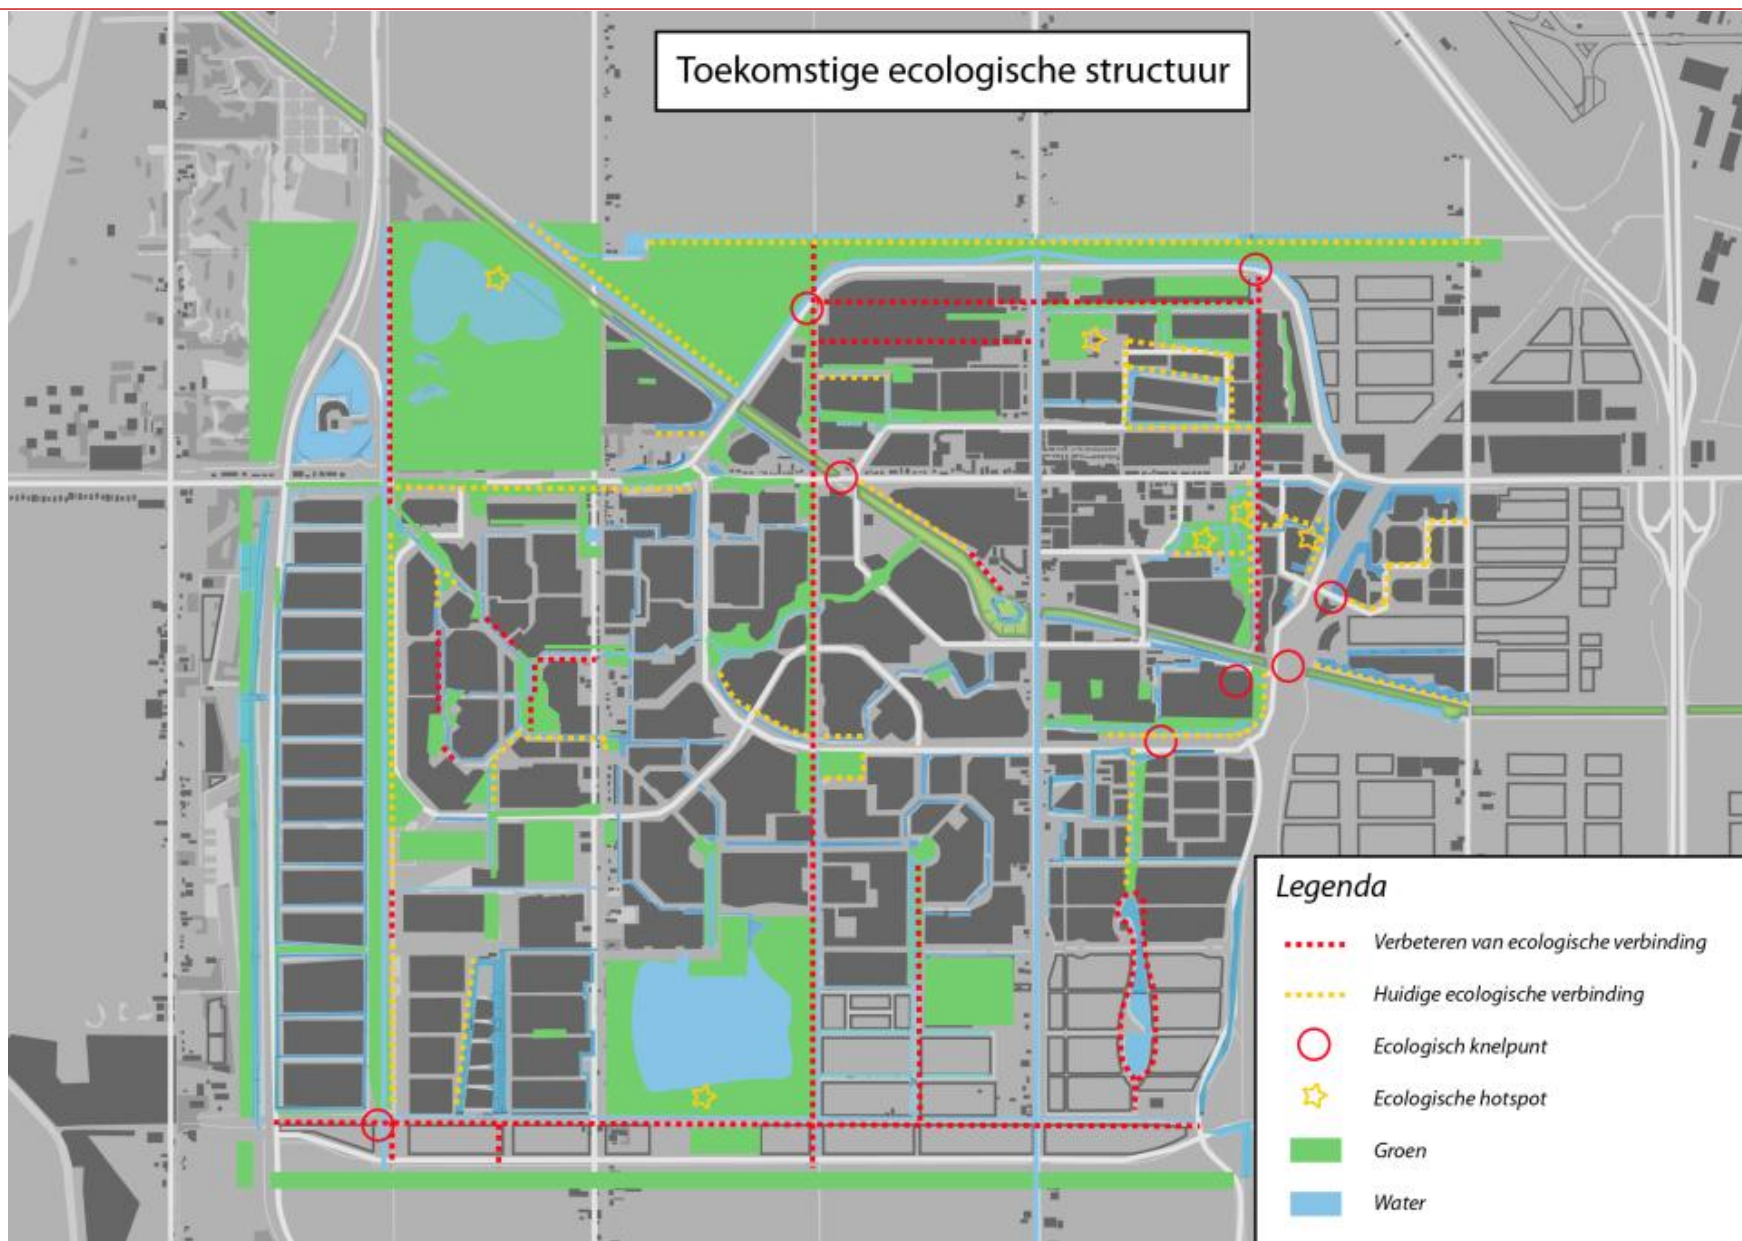 Toekomstige ecologische structuur
Legenda
Verbeteren van ecologische verbinding
Huidige ecologische verbinding
Ecologisch knelpunt
Ecologische hotspot
Groen
Water